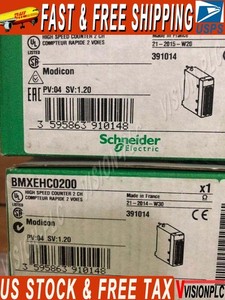 FAST & FREE SHIPPING
USPS
HIGH SPEED COUNTER 2 CH
COMPTEUR RAPIDE 2 VOIES
Made in France
21-2015-W20
391014
Modicon
PV:04 SV:1.20
3 595863 910148
Schneider
Electric
BMXEHC0200
x1
HIGH SPEED COUNTER 2 CH
COMPTEUR RAPIDE 2 VOIES
Made in France
21-2014-W30
391014
Modicon
PV:04 SV:1.20
3 595863 910148
VISIONPLC
US STOCK & FREE TAX
VISIONPLC